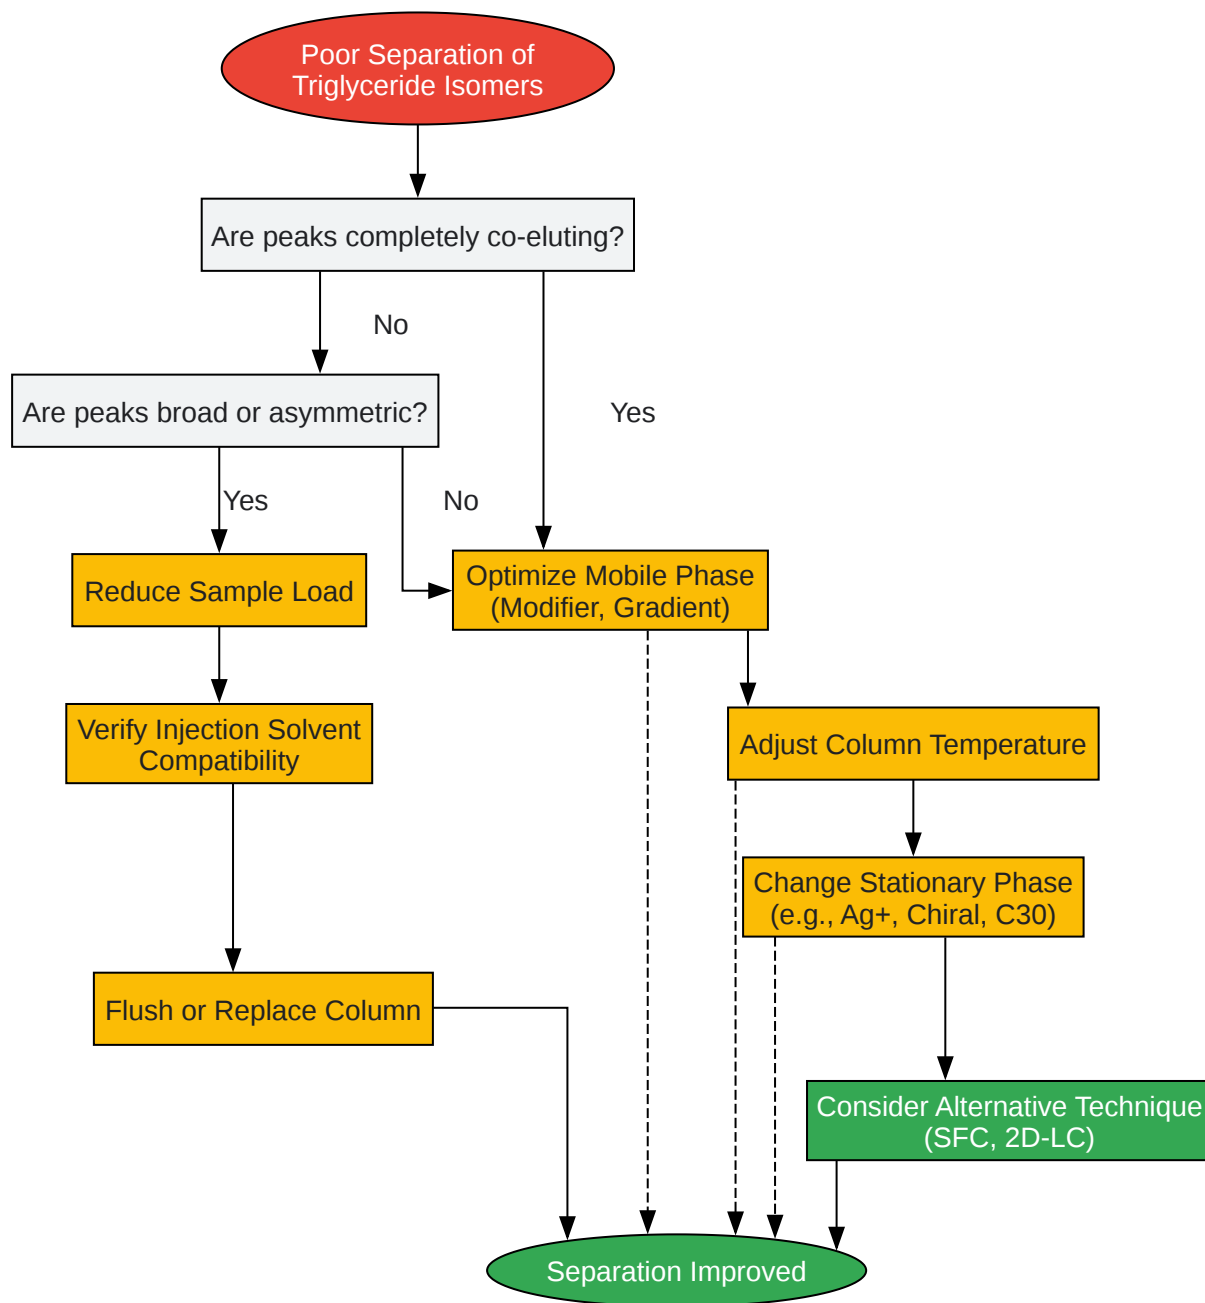 Poor Separation of
Triglyceride Isomers
Are peaks completely co-eluting?
No
Are peaks broad or asymmetric?
Yes
Yes
No
Reduce Sample Load
Optimize Mobile Phase
(Modifier, Gradient)
Verify Injection Solvent
Compatibility
Adjust Column Temperature
Change Stationary Phase
(e.g., Ag+, Chiral, C30)
Flush or Replace Column
Consider Alternative Technique
(SFC, 2D-LC)
Separation Improved